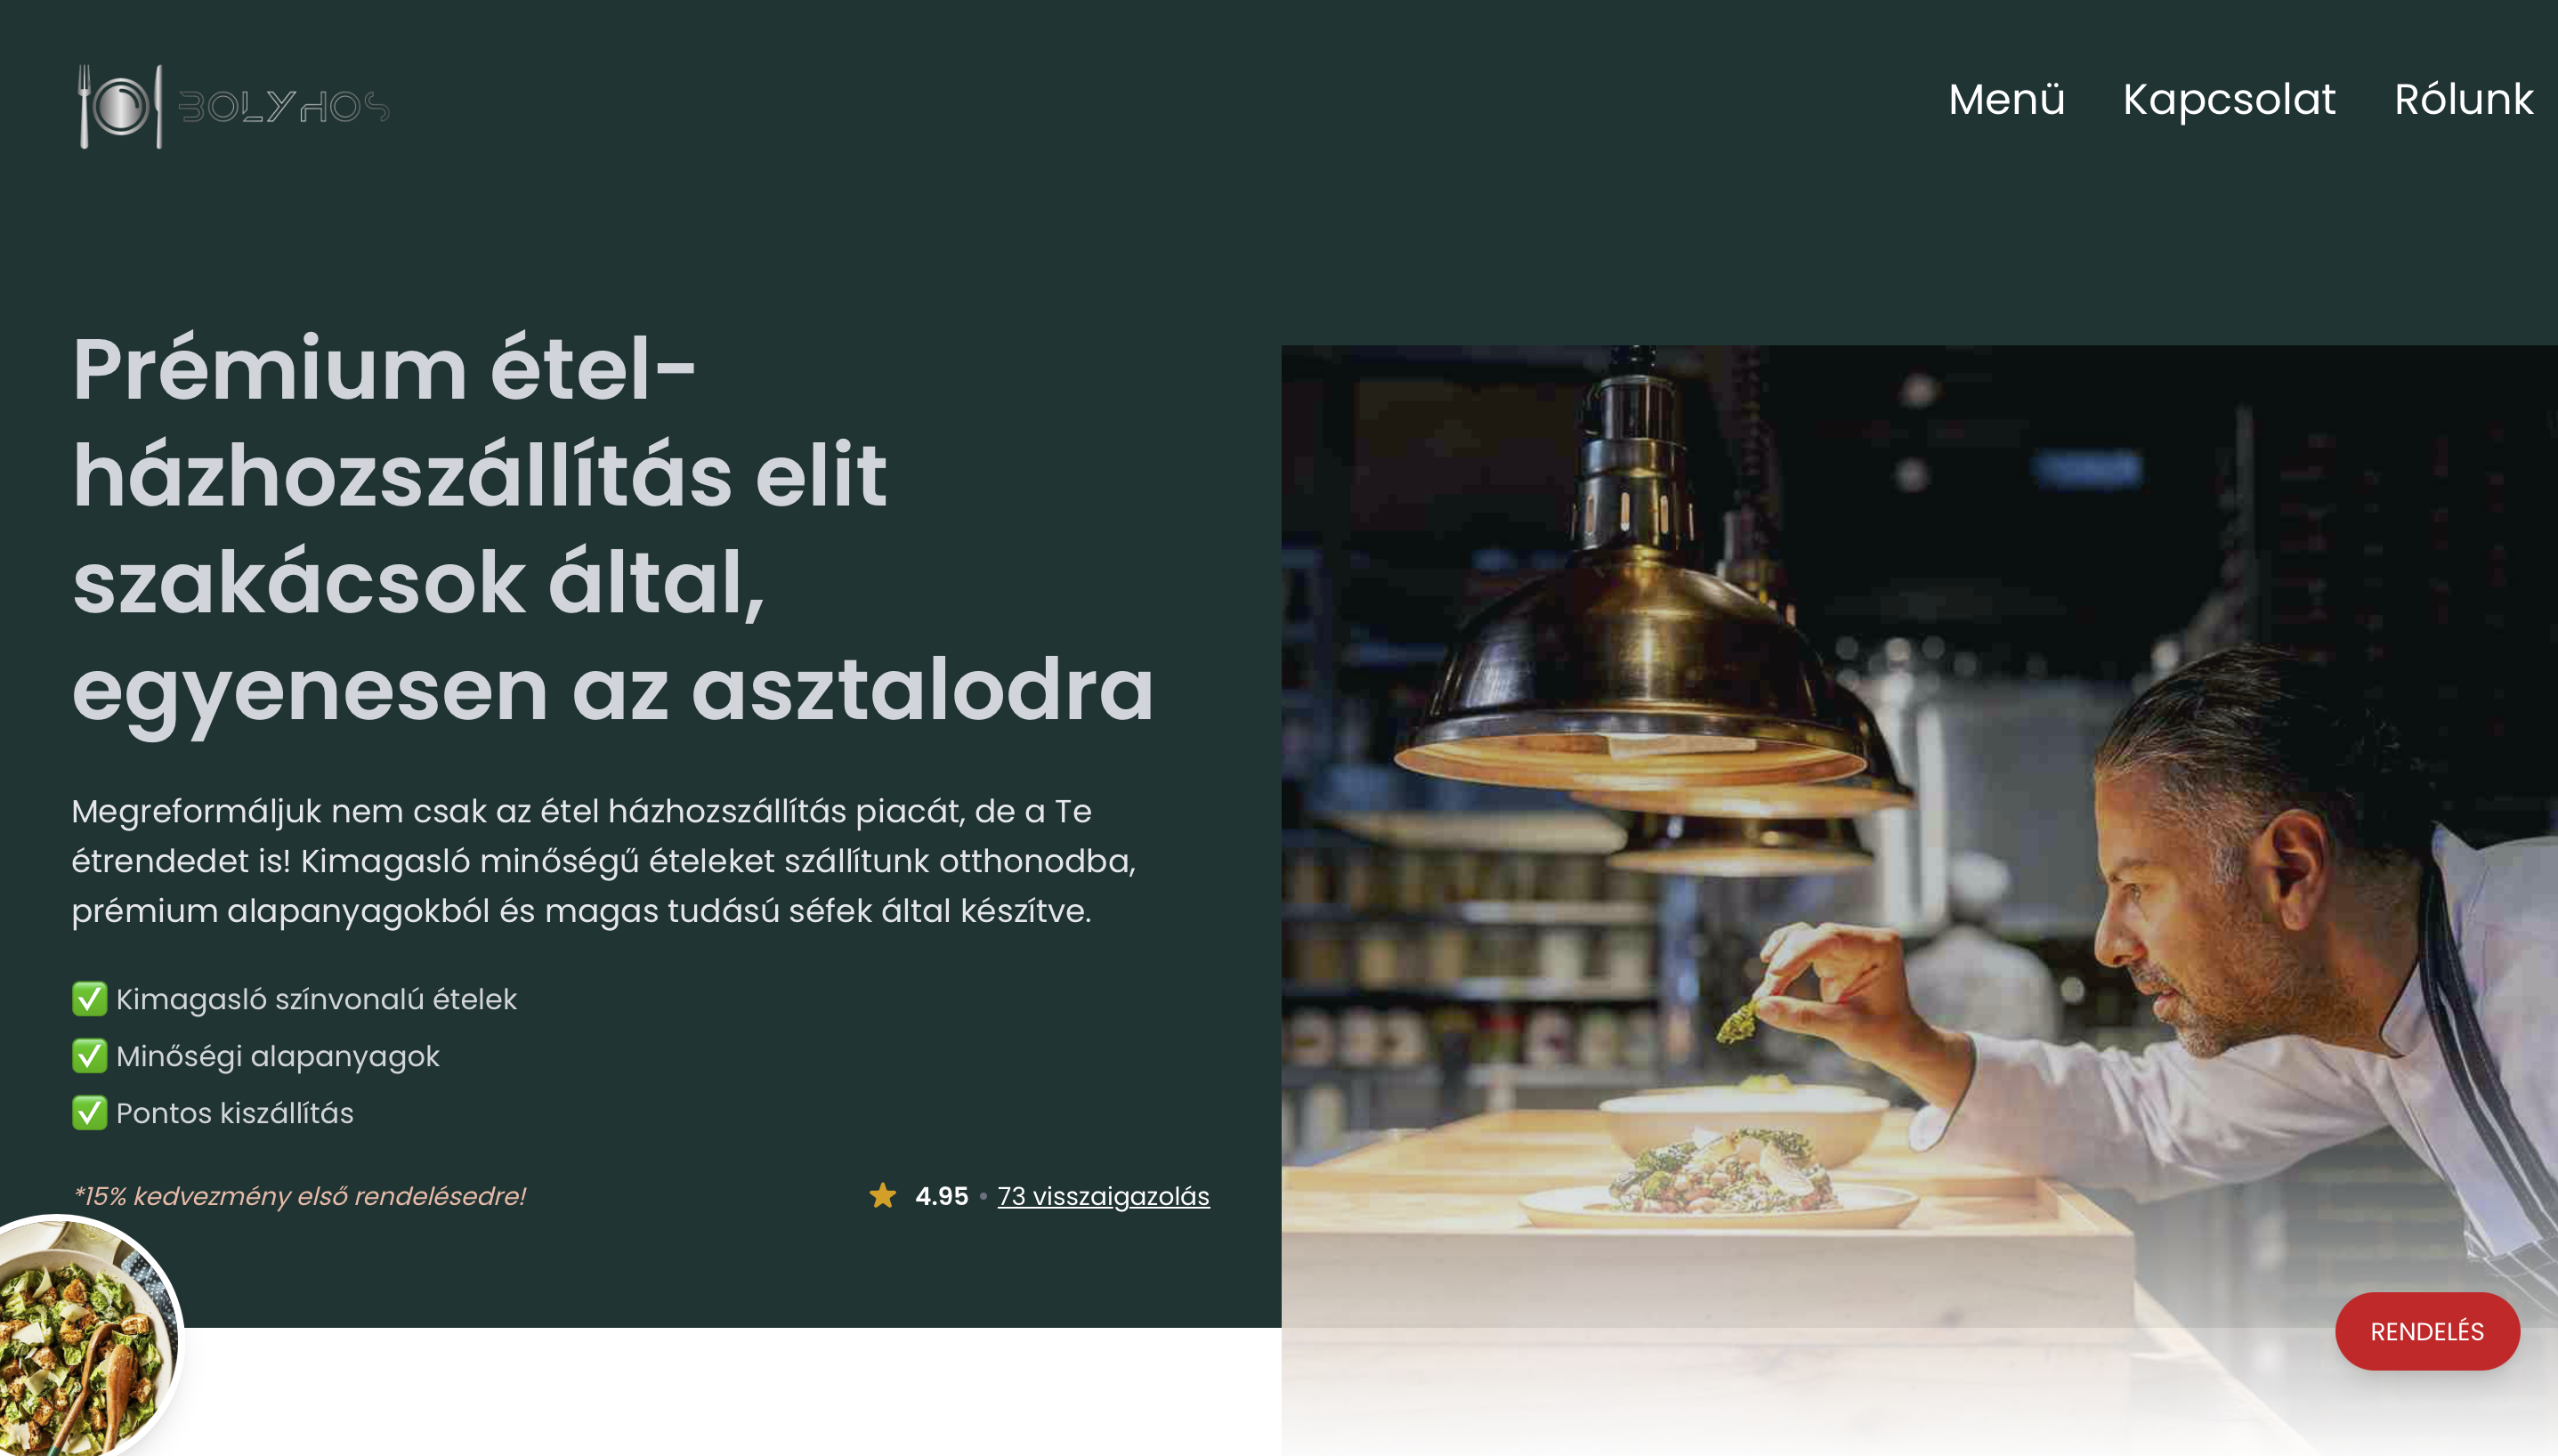 BOLYHOS
Menü Kapcsolat Rólunk
Prémium étel-
házhozszállítás elit
szakácsok által,
egyenesen az asztalodra
Megreformáljuk nem csak az étel házhozszállítás piacát, de a Te
étrendedet is! Kimagasló minőségű ételeket szállítunk otthonodba,
prémium alapanyagokból és magas tudású séfek által készítve.
✅ Kimagasló színvonalú ételek
✅ Minőségi alapanyagok
✅ Pontos kiszállítás
*15% kedvezmény első rendelésedre!
4.95 • 73 visszaigazolás
RENDELÉS